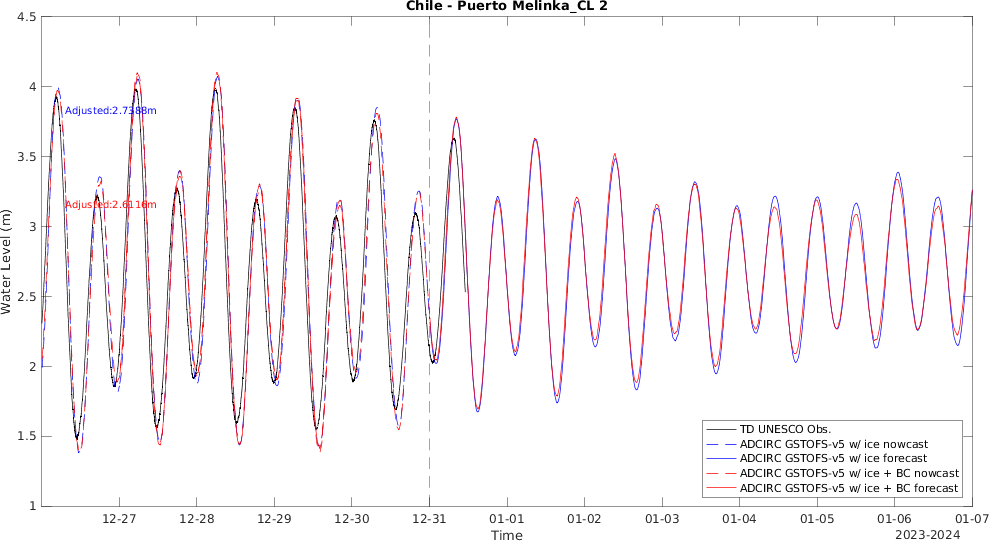 Chile - Puerto Melinka_CL 2
4.5
4
3.5
3
2.5
2
1.5
1
Water Level (m)
Adjusted:2.7388m
Adjusted:2.6116m
TD UNESCO Obs.
ADCIRC GSTOFS-v5 w/ ice nowcast
ADCIRC GSTOFS-v5 w/ ice forecast
ADCIRC GSTOFS-v5 w/ ice + BC nowcast
ADCIRC GSTOFS-v5 w/ ice + BC forecast
12-27 12-28 12-29 12-30 12-31 01-01 01-02 01-03 01-04 01-05 01-06 01-07
Time
2023-2024